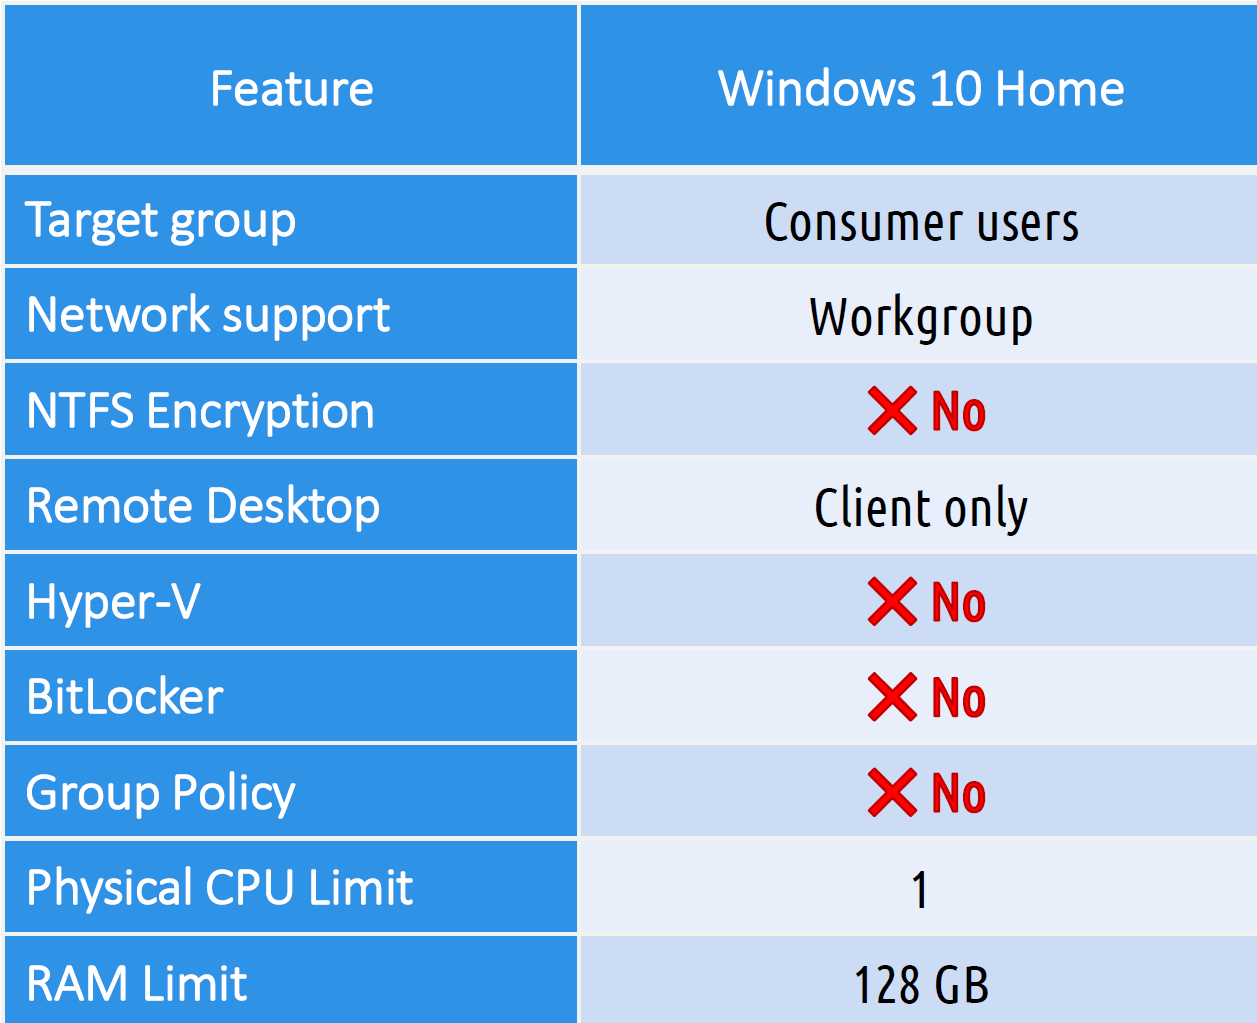 Feature Windows 10 Home
Target group Consumer users
Network support Workgroup
NTFS Encryption ❌ No
Remote Desktop Client only
Hyper-V ❌ No
BitLocker ❌ No
Group Policy ❌ No
Physical CPU Limit 1
RAM Limit 128 GB